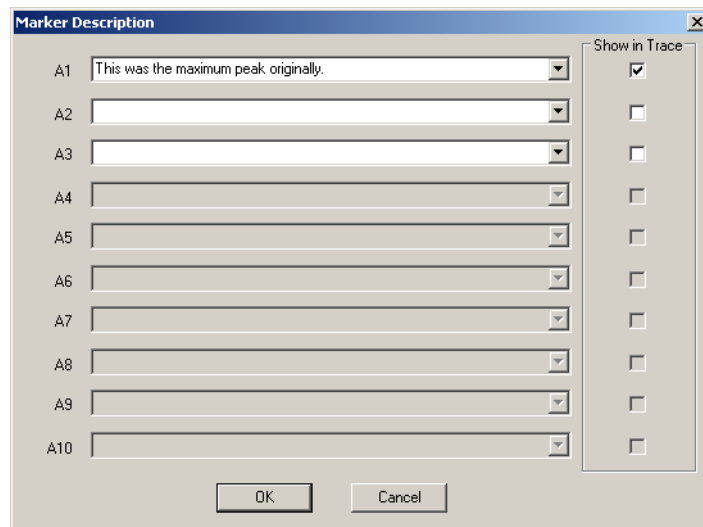 Marker Description
Show in Trace
A1 This was the maximum peak originally.
A2
A3
A4
A5
A6
A7
A8
A9
A10
OK Cancel